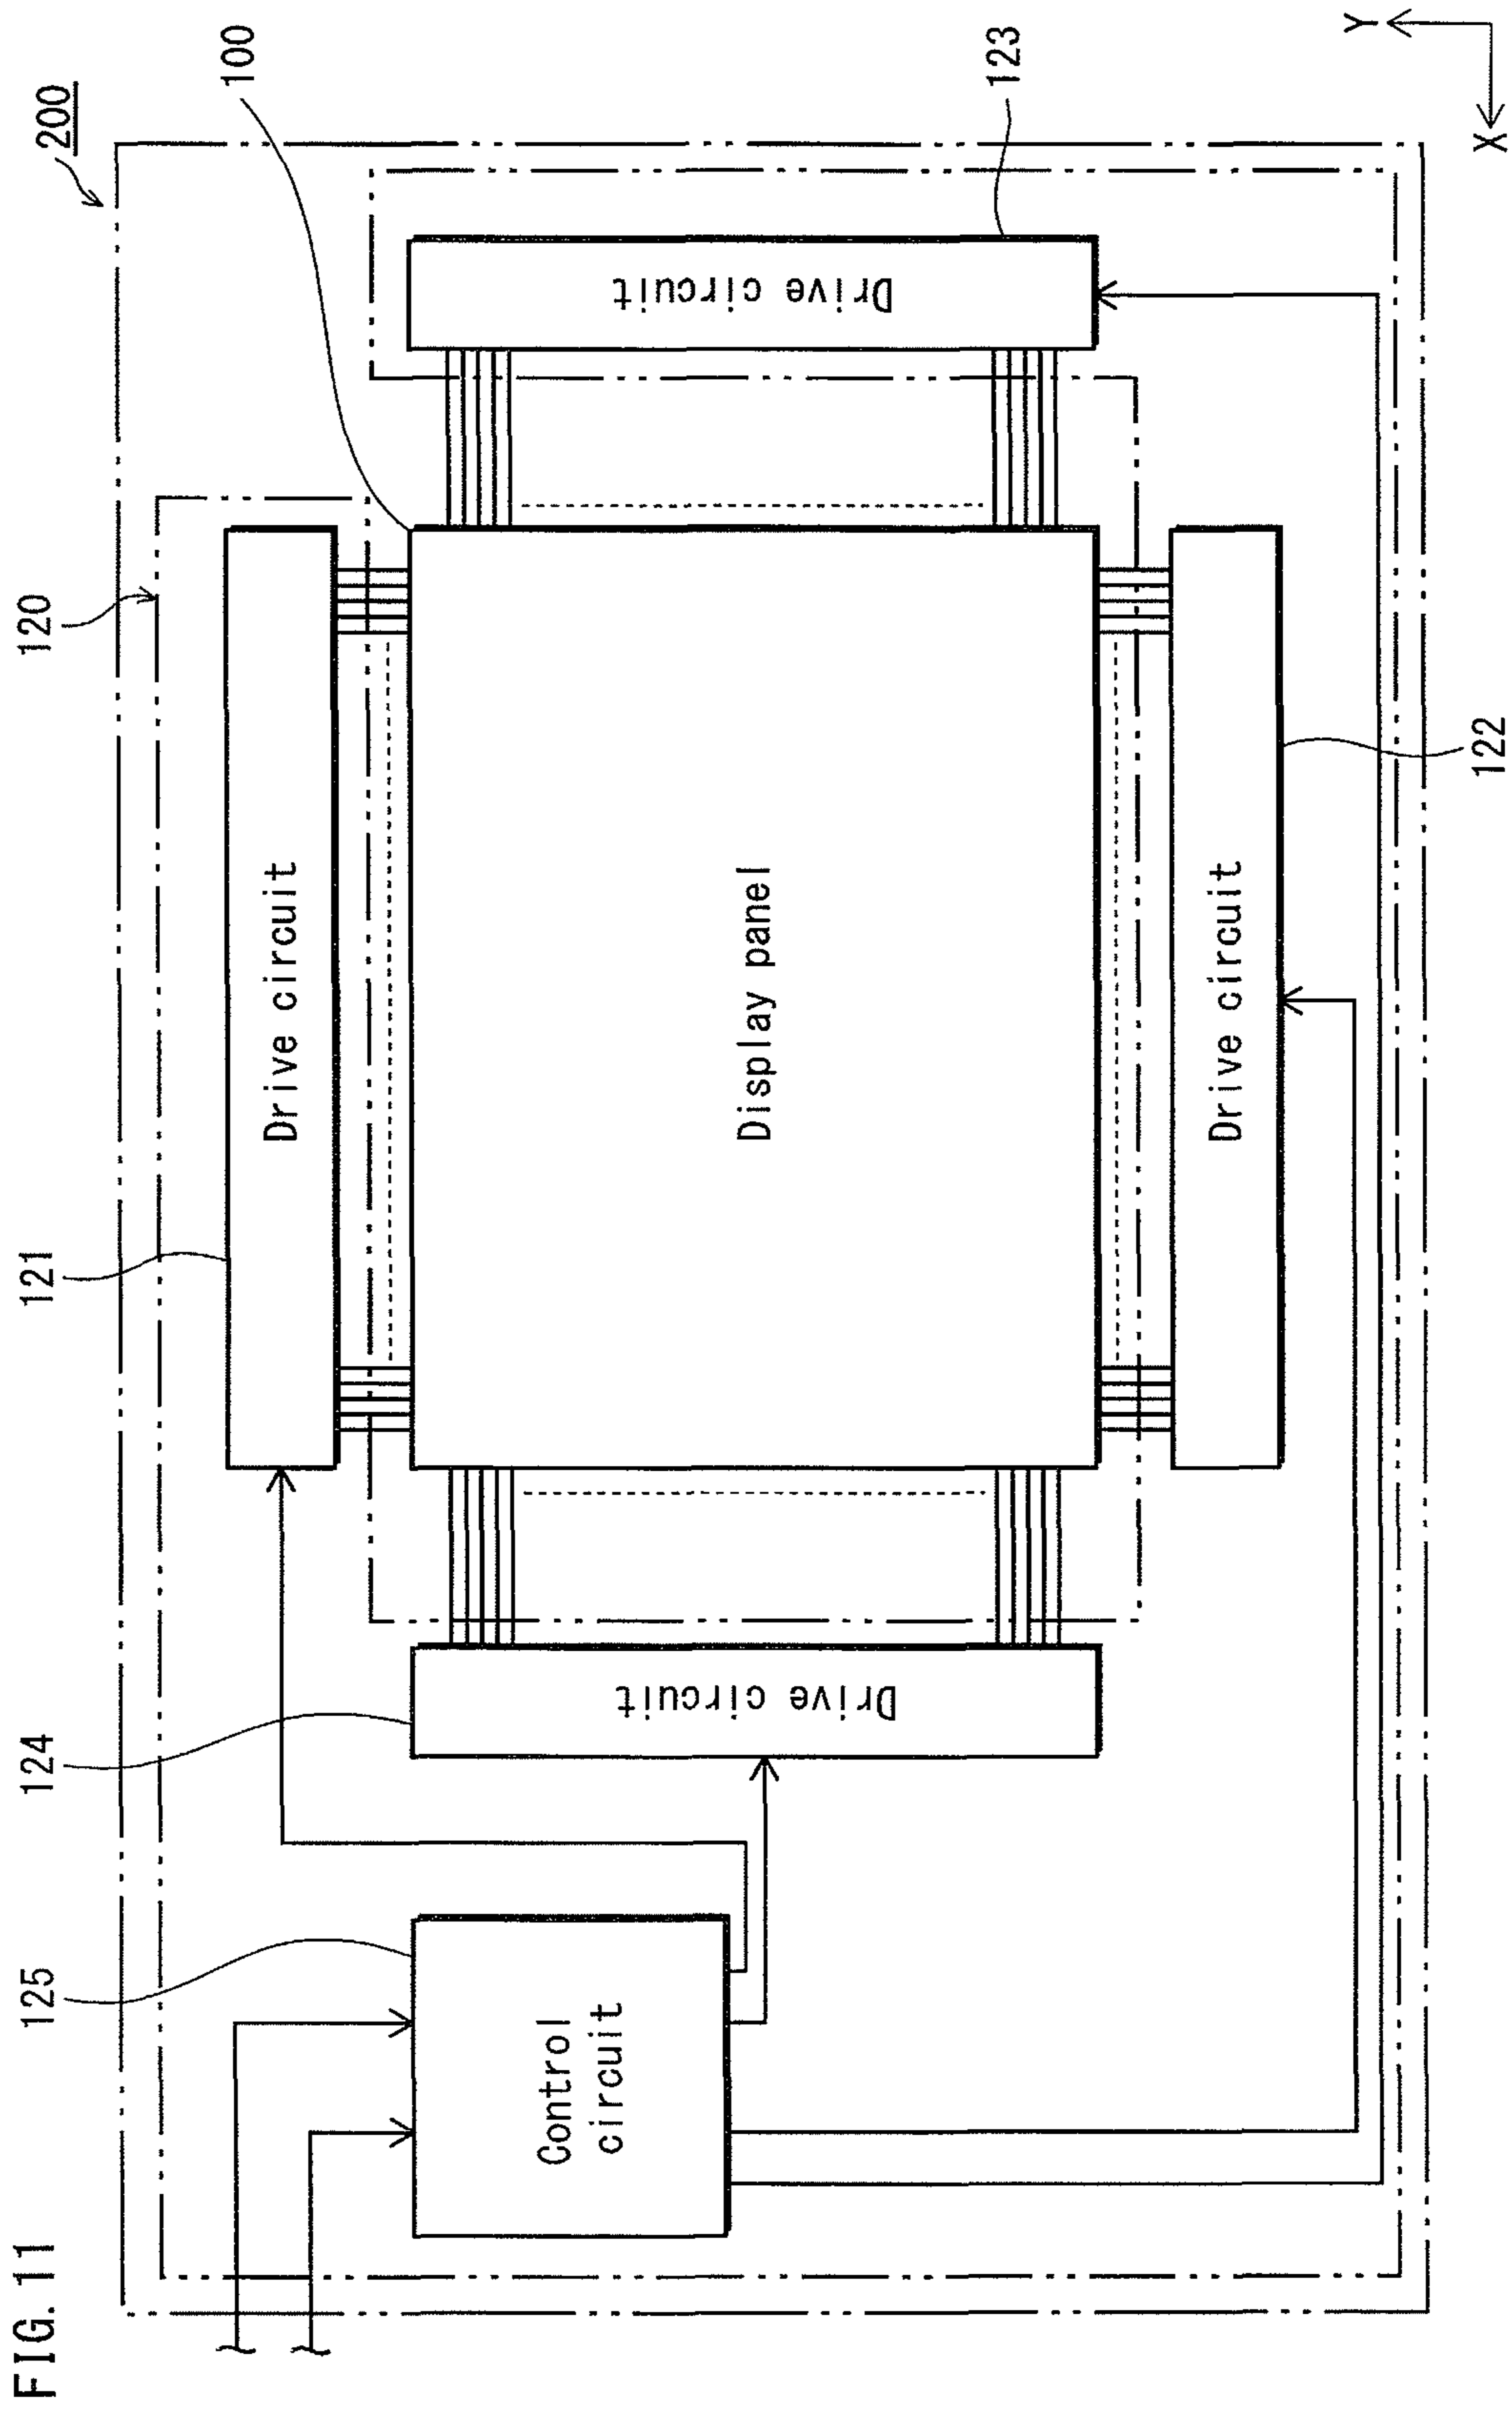 FIG. 11
200
120
100
121
Drive circuit
124
Drive circuit
Display panel
Drive circuit
123
125
Control
circuit
Drive circuit
122
Y
X